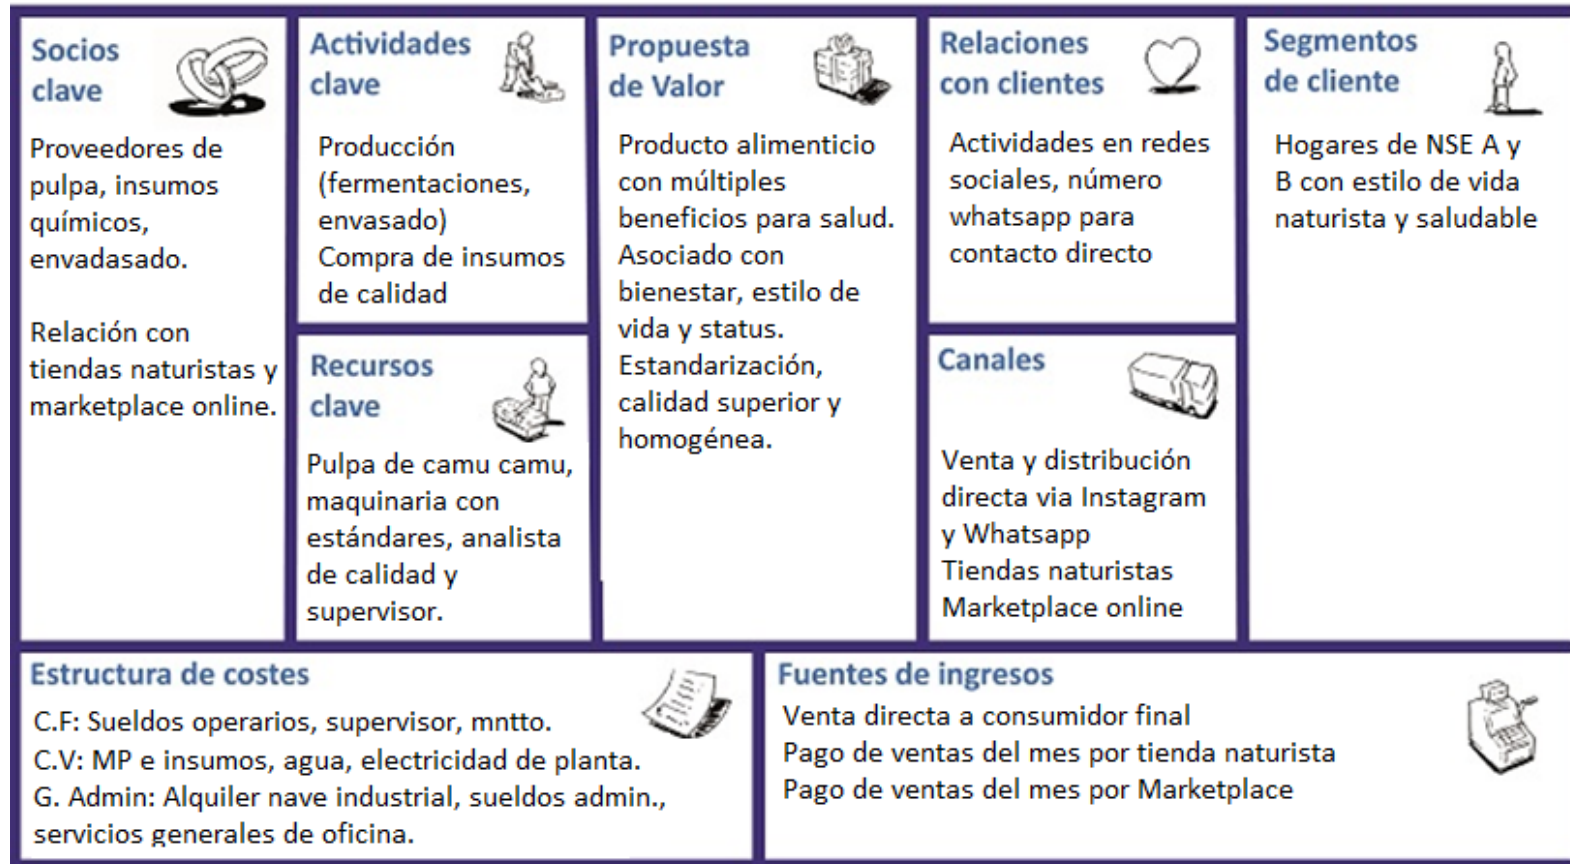 Socios
clave
Proveedores de
pulpa, insumos
químicos,
envadasado.
Relación con
tiendas naturistas y
marketplace online.
Actividades
clave
Producción
(fermentaciones,
envasado)
Compra de insumos
de calidad
Recursos
clave
Pulpa de camu camu,
maquinaria con
estándares, analista
de calidad y
supervisor.
Propuesta
de Valor
Producto alimenticio
con múltiples
beneficios para salud.
Asociado con
bienestar, estilo de
vida y status.
Estandarización,
calidad superior y
homogénea.
Relaciones
con clientes
Actividades en redes
sociales, número
whatsapp para
contacto directo
Canales
Venta y distribución
directa via Instagram
y Whatsapp
Tiendas naturistas
Marketplace online
Segmentos
de cliente
Hogares de NSE A y
B con estilo de vida
naturista y saludable
Estructura de costes
C.F: Sueldos operarios, supervisor, mntto.
C.V: MP e insumos, agua, electricidad de planta.
G. Admin: Alquiler nave industrial, sueldos admin.,
servicios generales de oficina.
Fuentes de ingresos
Venta directa a consumidor final
Pago de ventas del mes por tienda naturista
Pago de ventas del mes por Marketplace